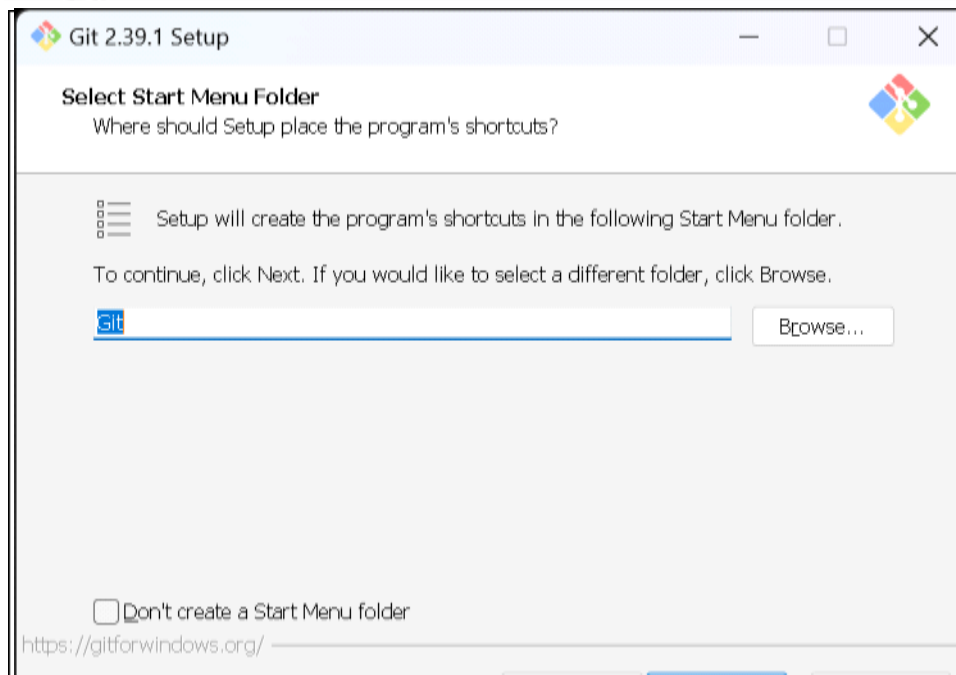 Git 2.39.1 Setup
Select Start Menu Folder
Where should Setup place the program's shortcuts?
Setup will create the program's shortcuts in the following Start Menu folder.
To continue, click Next. If you would like to select a different folder, click Browse.
Git
Browse...
Don't create a Start Menu folder
https://gitforwindows.org/